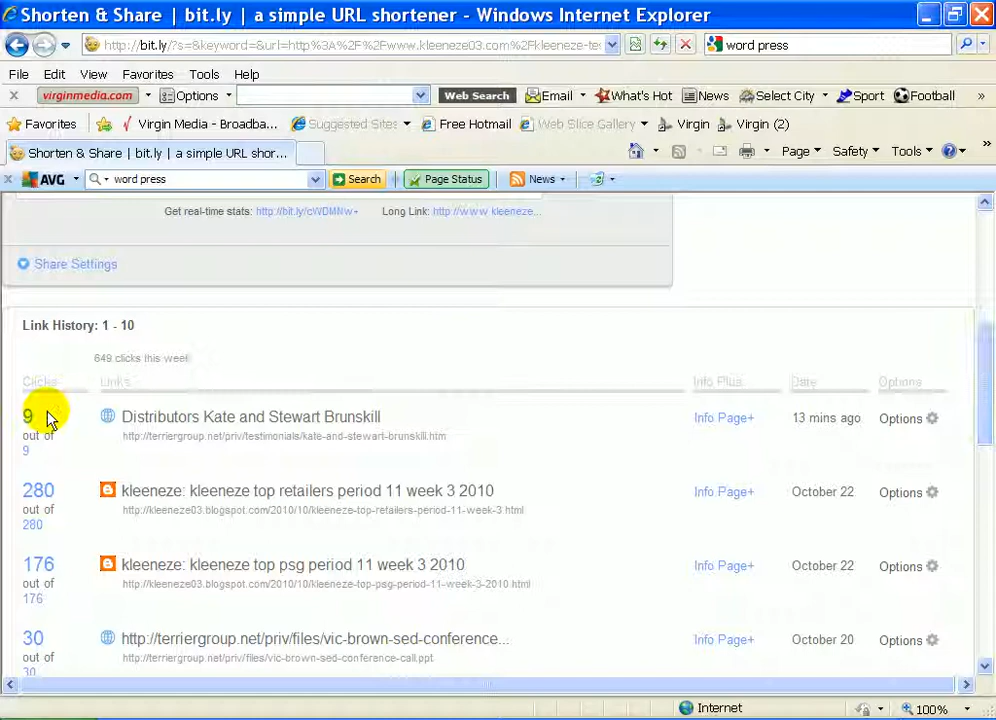 Shorten & Share | bit.ly | a simple URL shortener - Windows Internet Explorer
http://bit.ly/?s=&keyword=&url=http%3A%2F%2Fwww.kleeneze03.com%2Fkleeneze-te
word press
File Edit View Favorites Tools Help
virginmedia.com Options Web Search Email What's Hot News Select City Sport Football »
Favorites Virgin Media - Broadba... Suggested Sites Free Hotmail Web Slice Gallery Virgin Virgin (2)
Shorten & Share | bit.ly | a simple URL shor... Page Safety Tools »
AVG word press Search Page Status News
Get real-time stats: http://bit.ly/cWDMNw+ Long Link: http://www kleeneze...
Share Settings
Link History: 1 - 10
649 clicks this week
Clicks Links Info Plus Date Options
9 Distributors Kate and Stewart Brunskill Info Page+ 13 mins ago Options
out of http://terriergroup.net/priv/testimonials/kate-and-stewart-brunskill.htm
9
280 kleeneze: kleeneze top retailers period 11 week 3 2010 Info Page+ October 22 Options
out of http://kleeneze03.blogspot.com/2010/10/kleeneze-top-retailers-period-11-week-3 html
280
176 kleeneze: kleeneze top psg period 11 week 3 2010 Info Page+ October 22 Options
out of http://kleeneze03.blogspot.com/2010/10/kleeneze-top-psg-period-11-week-3-2010 html
176
30 http://terriergroup.net/priv/files/vic-brown-sed-conference... Info Page+ October 20 Options
out of http://terriergroup.net/priv/files/vic-brown-sed-conference-call.ppt
30
Internet 100%